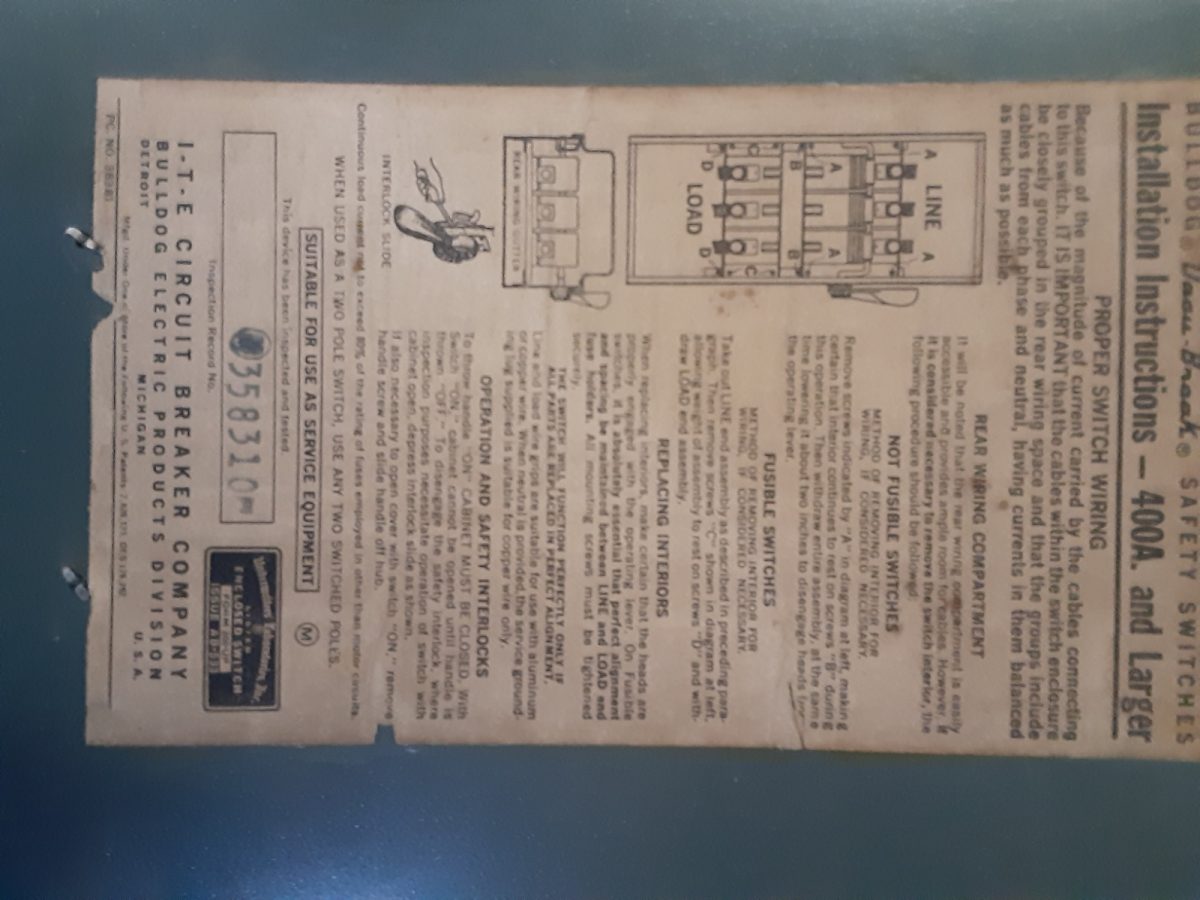 BULLDOG® Vacu-Break® SAFETY SWITCHES
Installation Instructions — 400A. and Larger
PROPER SWITCH WIRING
Because of the magnitude of current carried by the cables connecting
to this switch, IT IS IMPORTANT that the cables within the switch enclosure
be closely grouped in the rear wiring space and that the groups include
cables from each phase and neutral, having currents in them balanced
as much as possible.
LINE
A A
A A
B B
C C
D D
LOAD
REAR WIRING GUTTER
INTERLOCK SLIDE
REAR WIRING COMPARTMENT
It will be noted that the rear wiring compartment is easily
accessible and provides ample room for cables. However, if
it is considered necessary to remove the switch interior, the
following procedure should be followed.
NOT FUSIBLE SWITCHES
METHOD OF REMOVING INTERIOR FOR
WIRING, IF CONSIDERED NECESSARY.
Remove screws indicated by "A" in diagram at left, making
certain that interior continues to rest on screws "B" during
this operation. Then withdraw entire assembly, at the same
time lowering it about two inches to disengage heads from
the operating lever.
FUSIBLE SWITCHES
METHOD OF REMOVING INTERIOR FOR
WIRING, IF CONSIDERED NECESSARY.
Take out LINE end assembly as described in preceding para-
graph. Then remove screws "C" shown in diagram at left,
allowing weight of assembly to rest on screws "D" and with-
draw LOAD end assembly.
REPLACING INTERIORS
When replacing interiors, make certain that the heads are
properly engaged with the operating lever. On Fusible
switches, it is absolutely essential that perfect alignment
and spacing be maintained between LINE and LOAD end
fuse holders. All mounting screws must be tightened
securely.
THE SWITCH WILL FUNCTION PERFECTLY ONLY IF
ALL PARTS ARE REPLACED IN PERFECT ALIGNMENT.
Line and load wire grips are suitable for use with aluminum
or copper wire. When neutral is provided, the service ground-
ing lug supplied is suitable for copper wire only.
OPERATION AND SAFETY INTERLOCKS
To throw handle "ON" CABINET MUST BE CLOSED. With
Switch "ON," cabinet cannot be opened until handle is
thrown "OFF." To disengage the safety interlock, where
inspection purposes necessitate operation of switch with
cabinet open, depress interlock slide as shown.
If also necessary to open cover with switch "ON," remove
handle screw and slide handle off hub.
Continuous load current not to exceed 80% of the rating of fuses employed in other than motor circuits.
WHEN USED AS A TWO POLE SWITCH, USE ANY TWO SWITCHED POLES.
SUITABLE FOR USE AS SERVICE EQUIPMENT
M
This device has been inspected and tested
Inspection Record No.
358310
Underwriters' Laboratories, Inc.
ENCLOSED SWITCH
I-T-E CIRCUIT BREAKER COMPANY
BULLDOG ELECTRIC PRODUCTS DIVISION
DETROIT MICHIGAN U.S.A.
Mfgd. Under One or More of the Following U. S. Patents:
PC. NO.